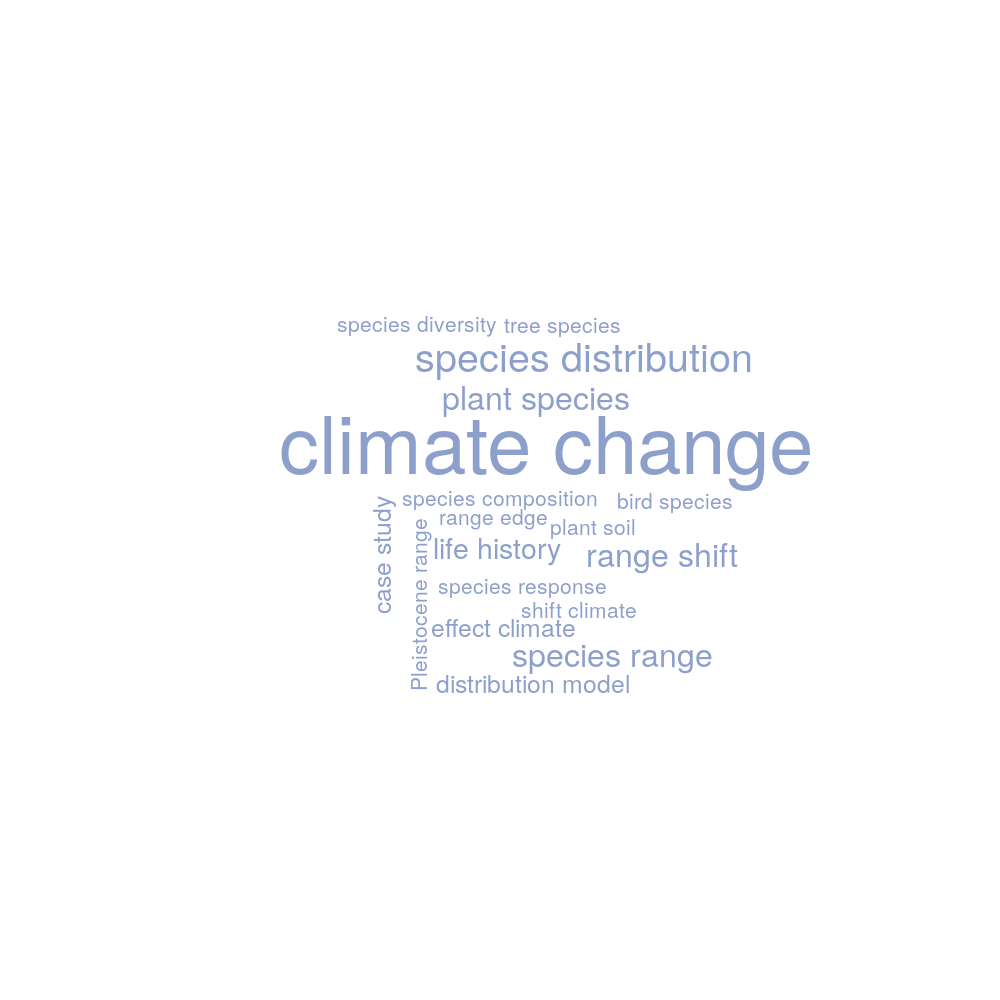 species diversity
tree species
species distribution
plant species
climate change
species composition
bird species
case study
range edge
plant soil
Pleistocene range
life history
range shift
species response
shift climate
effect climate
species range
distribution model